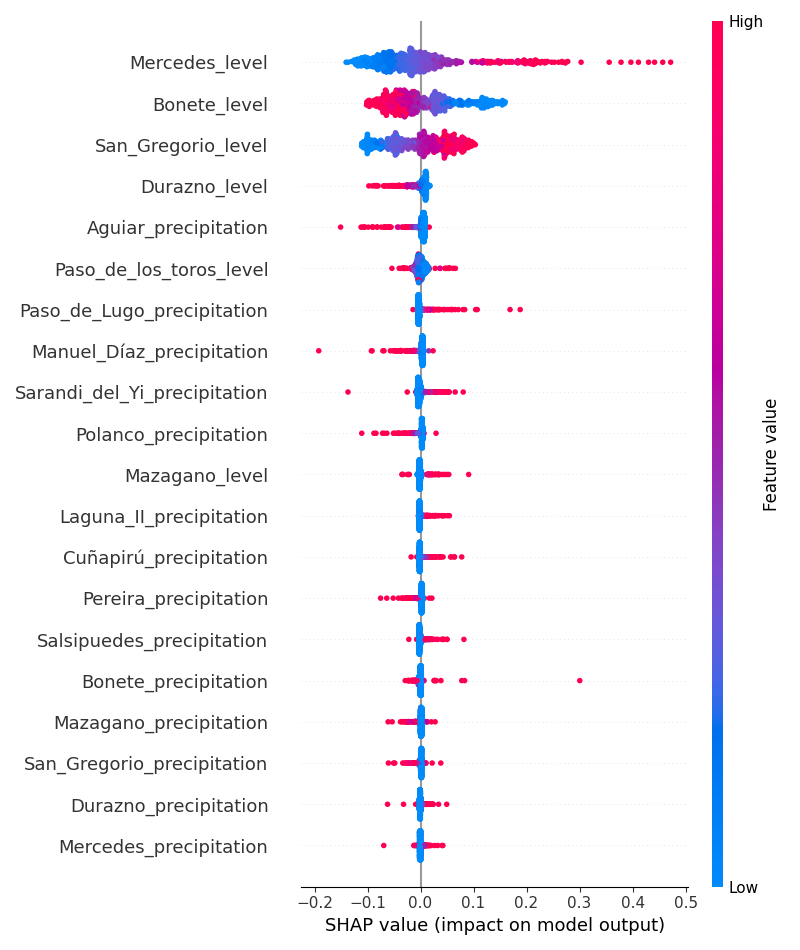 High
Mercedes_level
Bonete_level
San_Gregorio_level
Durazno_level
Aguiar_precipitation
Paso_de_los_toros_level
Paso_de_Lugo_precipitation
Manuel_Díaz_precipitation
Sarandi_del_Yi_precipitation
Polanco_precipitation
Mazagano_level
Laguna_II_precipitation
Cuñapirú_precipitation
Pereira_precipitation
Salsipuedes_precipitation
Bonete_precipitation
Mazagano_precipitation
San_Gregorio_precipitation
Durazno_precipitation
Mercedes_precipitation
Feature value
Low
−0.2 −0.1 0.0 0.1 0.2 0.3 0.4 0.5
SHAP value (impact on model output)